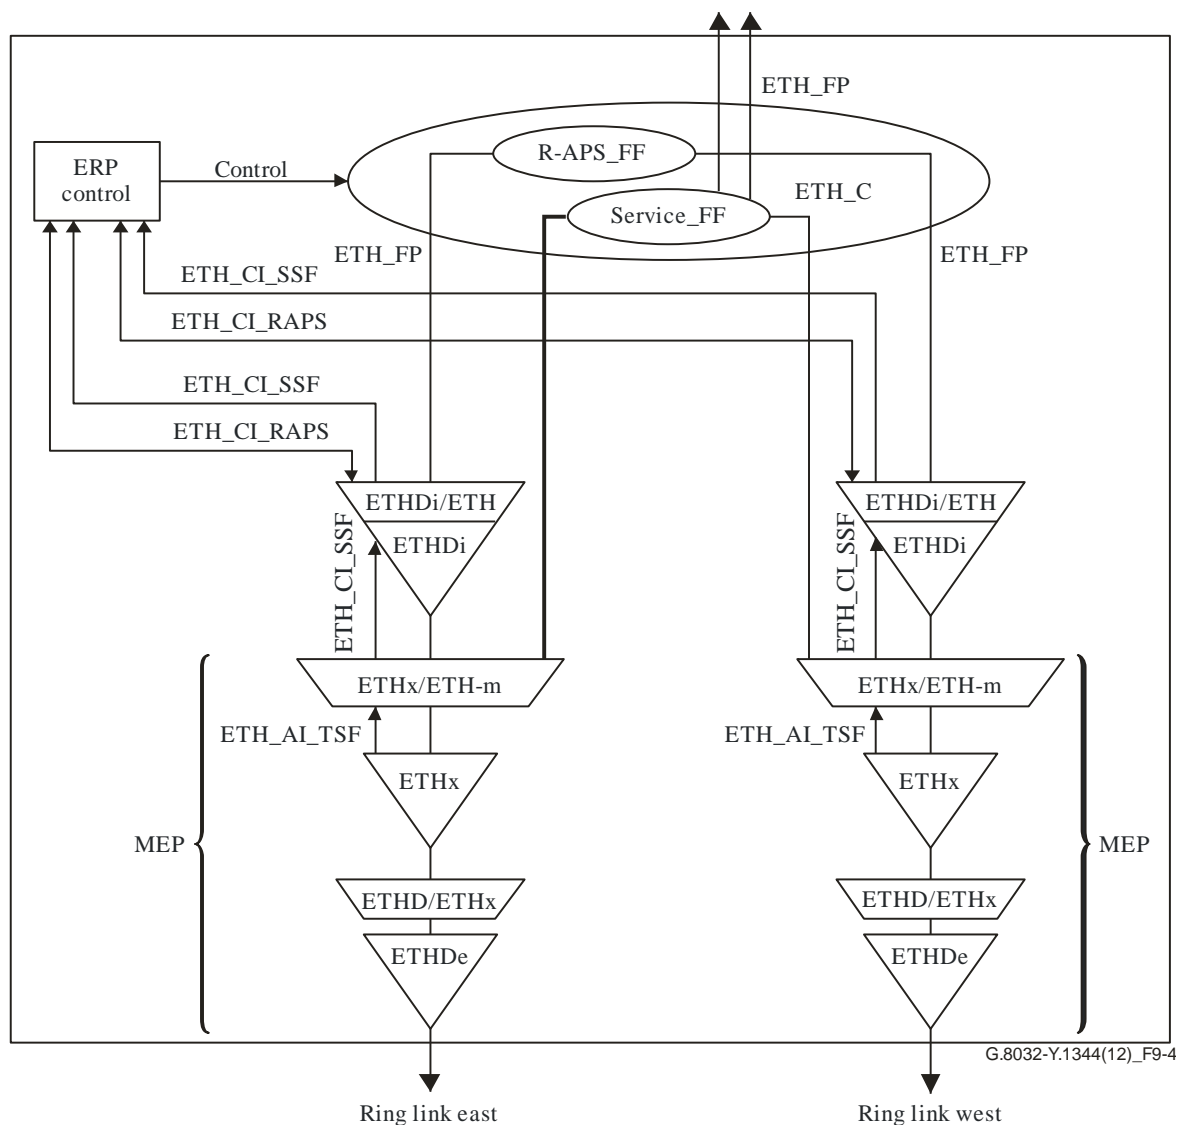 ETH_FP
ERP
control
Control
R-APS_FF
ETH_C
Service_FF
ETH_FP
ETH_FP
ETH_CI_SSF
ETH_CI_RAPS
ETH_CI_SSF
ETH_CI_RAPS
ETHDi/ETH
ETHDi
ETH_CI_SSF
ETHDi/ETH
ETHDi
ETH_CI_SSF
ETHx/ETH-m
ETHx/ETH-m
ETH_AI_TSF
ETH_AI_TSF
ETHx
ETHx
MEP
MEP
ETHD/ETHx
ETHD/ETHx
ETHDe
ETHDe
G.8032-Y.1344(12)_F9-4
Ring link east
Ring link west